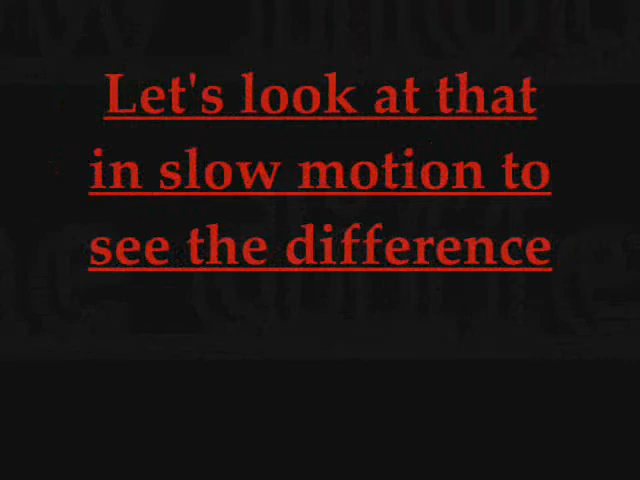 Let's look at that
in slow motion to
see the difference